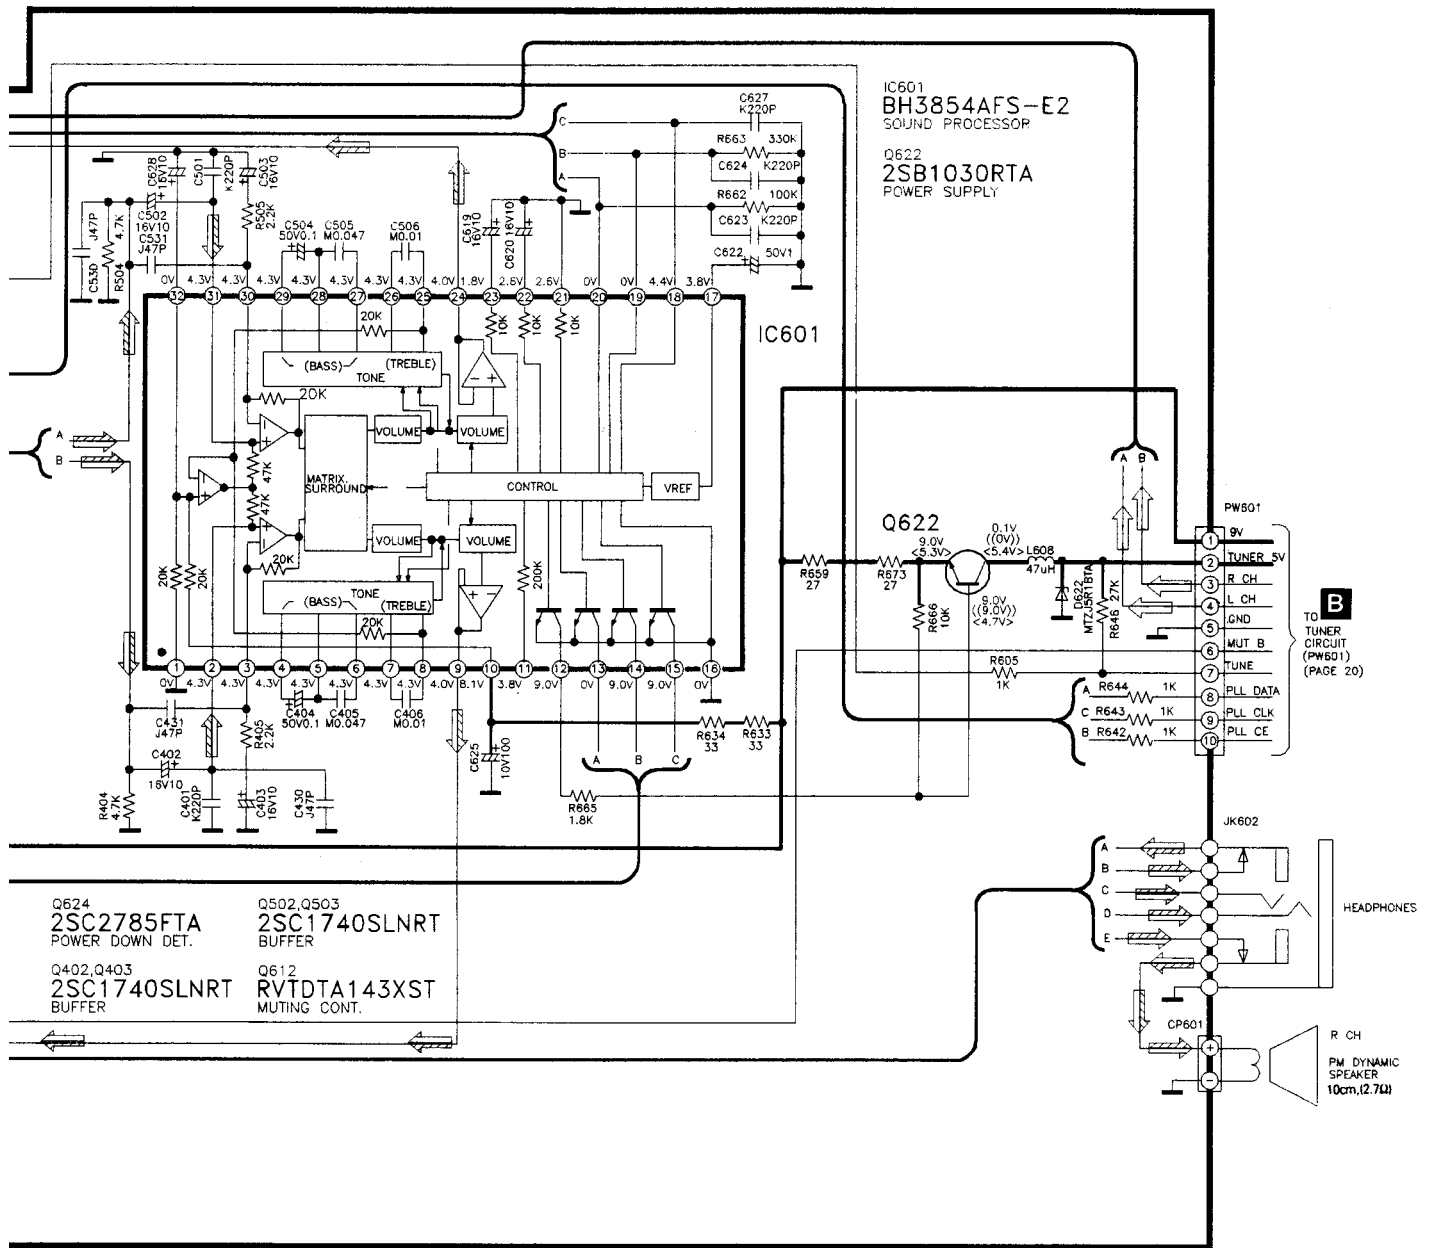 IC601
BH3854AFS-E2
SOUND PROCESSOR
Q622
2SB1030RTA
POWER SUPPLY
C627
K220P
R663 330K
C624 K220P
R662 100K
C623 K220P
C622 50V1
C
B
A
C628
16V10
C501
K220P
C503
16V10
R505
2.2K
J47P
C530
4.7K
R504
C502
16V10
C531
J47P
C504
50V0.1
C505
M0.047
C506
M0.01
C619
16V10
C620 16V10
0V 4.3V 4.3V 4.3V 4.3V 4.3V 4.3V 4.3V 4.0V 1.8V 2.8V 2.6V 0V 0V 4.4V 3.8V
32 31 30 29 28 27 26 25 24 23 22 21 20 19 18 17
IC601
20K
10K
10K
10K
(BASS) (TREBLE)
TONE
20K
VOLUME
VOLUME
A
B
47K
47K
MATRIX.
SURROUND
CONTROL
VREF
VOLUME
VOLUME
20K
20K
20K
TONE
(BASS) (TREBLE)
20K
200K
1 2 3 4 5 6 7 8 9 10 11 12 13 14 15 16
0V 4.3V 4.3V 4.3V 4.3V 4.3V 4.3V 4.3V 4.0V 8.1V 3.8V 9.0V 0V 9.0V 9.0V 0V
C431
J47P
R405
2.2K
C404
50V0.1
C405
M0.047
C406
M0.01
C402
16V10
R404
4.7K
C401
K220P
C403
16V10
C430
J47P
C625
10V100
R634
33
R633
33
A B C
R665
1.8K
Q622
9.0V
<5.3V>
0.1V
((0V))
<5.4V>
L608
47uH
9.0V
((9.0V))
<4.7V>
R659
27
R673
27
R666
10K
D622
MTZJ5R1BTA
R646 27K
R605
1K
A B
PW601
1 9V
2 TUNER 5V
3 R CH
4 L CH
5 GND
6 MUT B
7 TUNE
A R644 1K 8 PLL DATA
C R643 1K 9 PLL CLK
B R642 1K 10 PLL CE
B
TO
TUNER
CIRCUIT
(PW601)
(PAGE 20)
JK602
A
B
C
D
E
HEADPHONES
CP601
+
−
R CH
PM DYNAMIC
SPEAKER
10cm,(2.7Ω)
Q624
2SC2785FTA
POWER DOWN DET.
Q502,Q503
2SC1740SLNRT
BUFFER
Q402,Q403
2SC1740SLNRT
BUFFER
Q612
RVTDTA143XST
MUTING CONT.